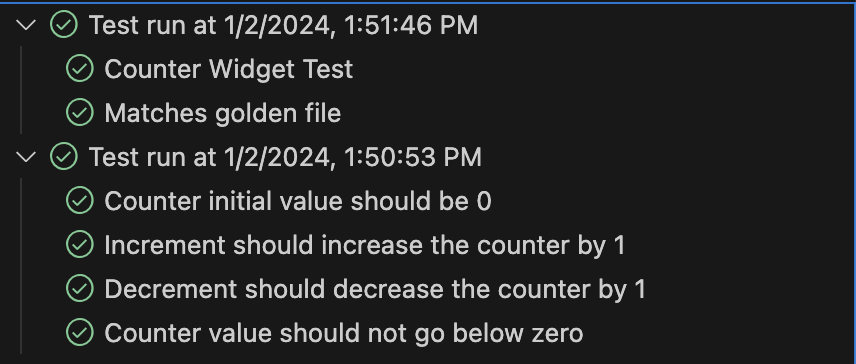 Test run at 1/2/2024, 1:51:46 PM
Counter Widget Test
Matches golden file
Test run at 1/2/2024, 1:50:53 PM
Counter initial value should be 0
Increment should increase the counter by 1
Decrement should decrease the counter by 1
Counter value should not go below zero